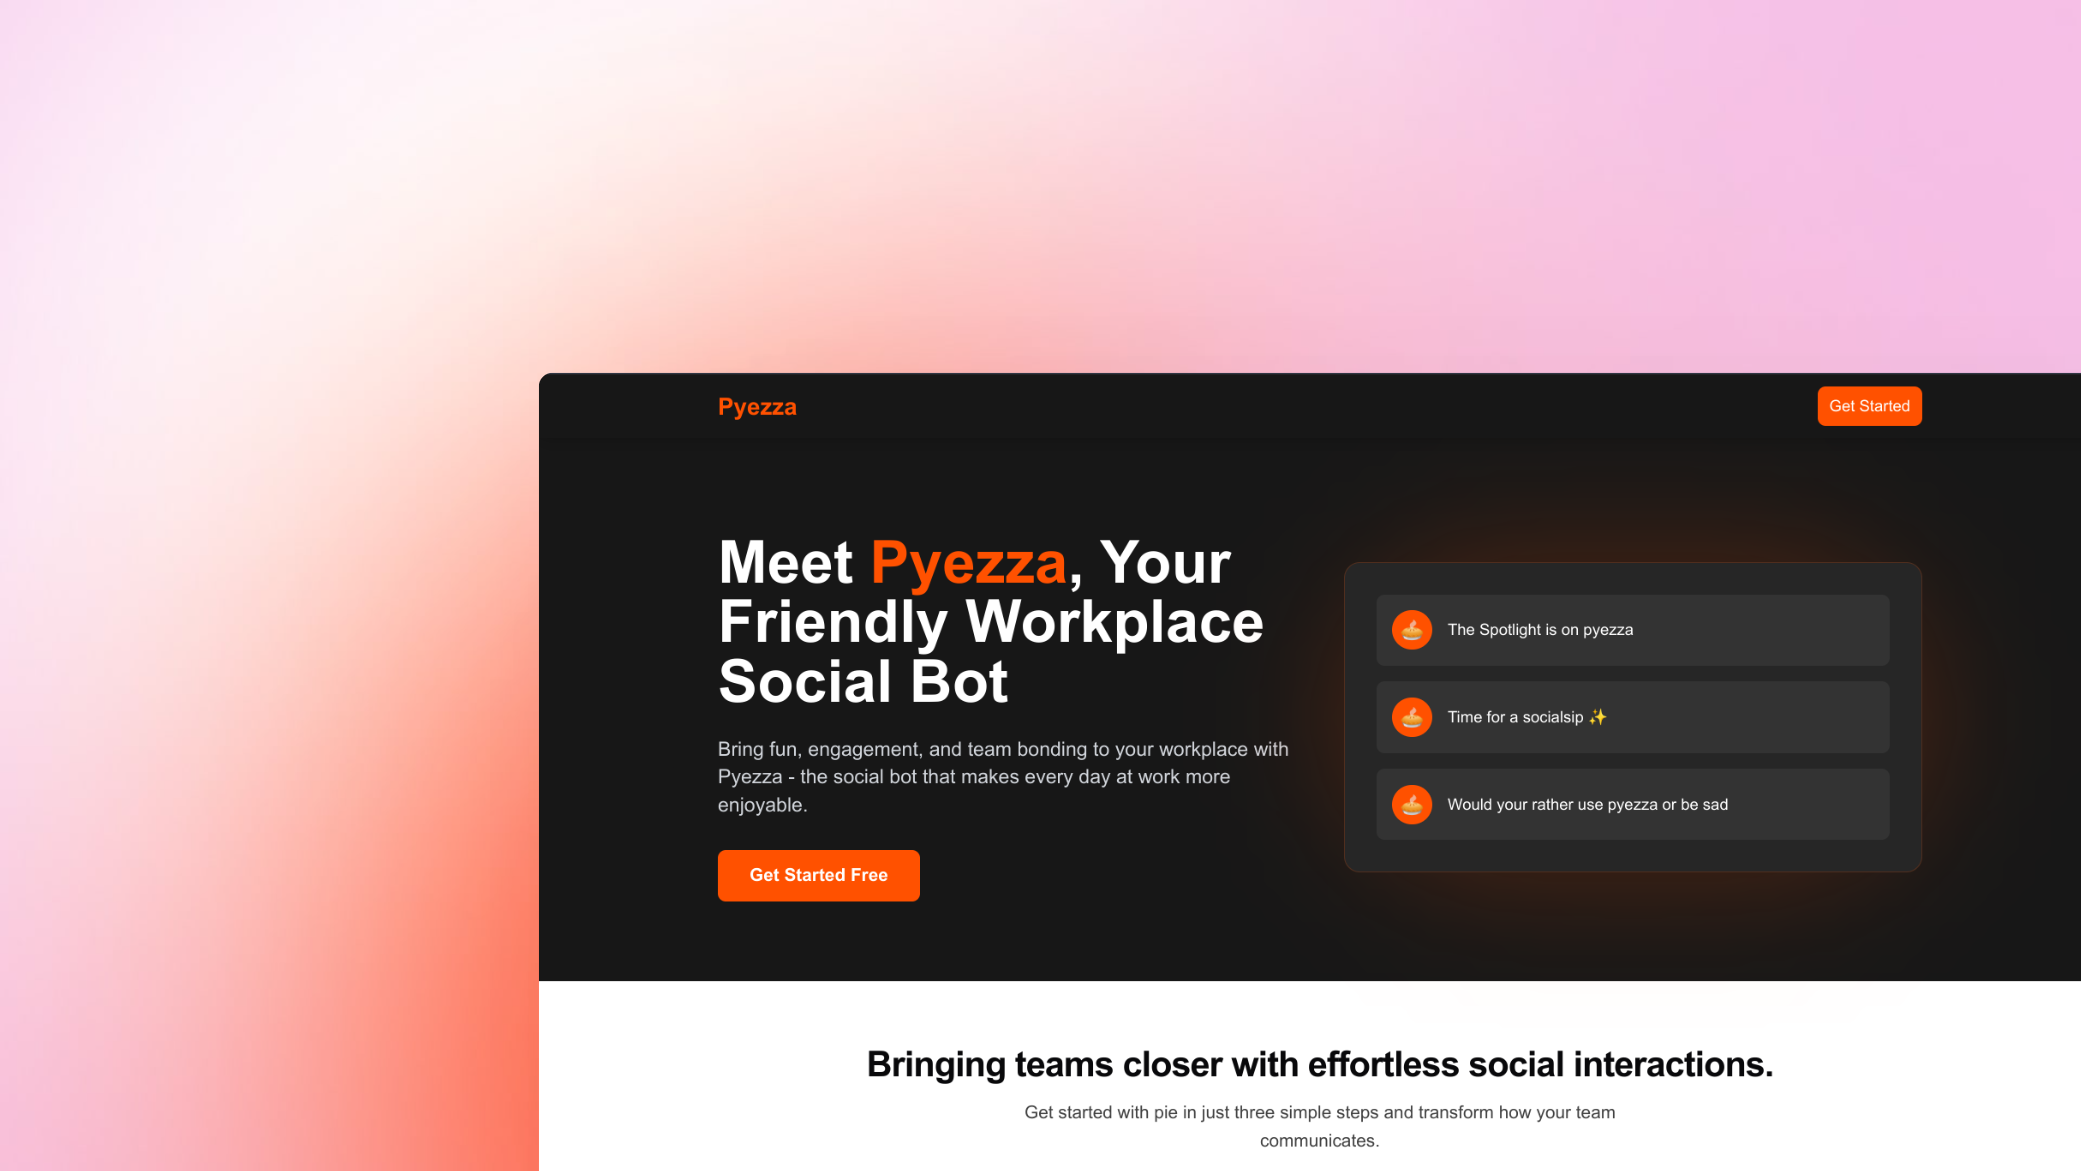 Pyezza
Get Started
Meet Pyezza, Your
Friendly Workplace
Social Bot
Bring fun, engagement, and team bonding to your workplace with
Pyezza - the social bot that makes every day at work more
enjoyable.
Get Started Free
The Spotlight is on pyezza
Time for a socialsip ✨
Would your rather use pyezza or be sad
Bringing teams closer with effortless social interactions.
Get started with pie in just three simple steps and transform how your team
communicates.